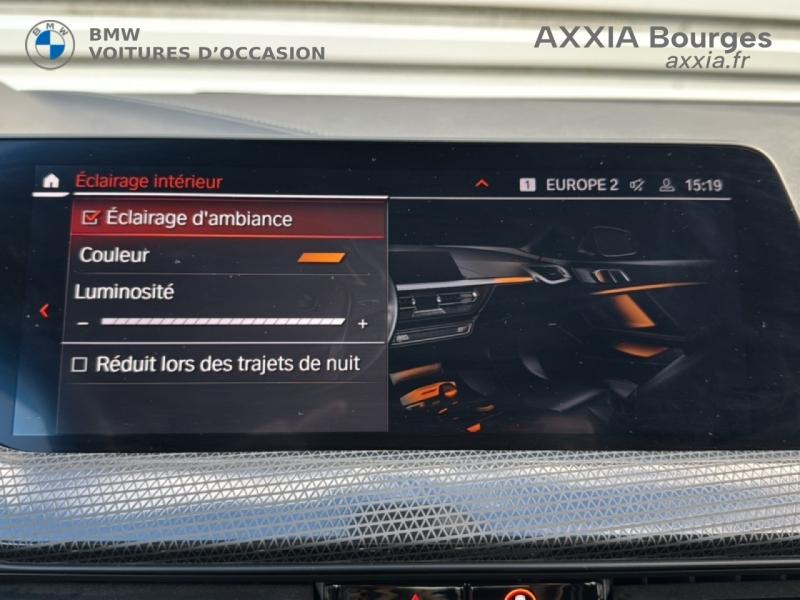 BMW
VOITURES D'OCCASION
AXXIA Bourges
axxia.fr
Éclairage intérieur
1 EUROPE 2 15:19
Éclairage d'ambiance
Couleur
Luminosité
- +
Réduit lors des trajets de nuit